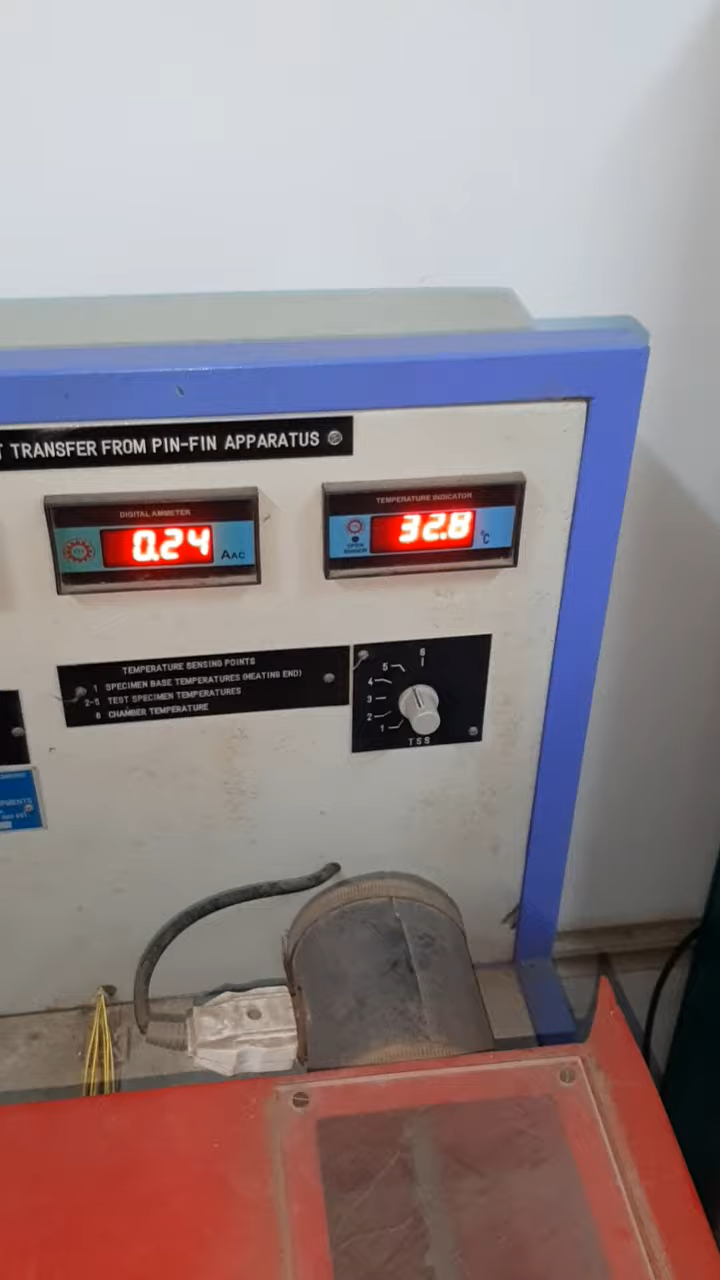 TRANSFER FROM PIN-FIN APPARATUS
DIGITAL AMMETER
0.24 AAC
TEMPERATURE INDICATOR
OPEN
SENSOR
32.8 °C
TEMPERATURE SENSING POINTS
1 SPECIMEN BASE TEMPERATURES (HEATING END)
2-5 TEST SPECIMEN TEMPERATURES
6 CHAMBER TEMPERATURE
6
5
4
3
2
1
TSS